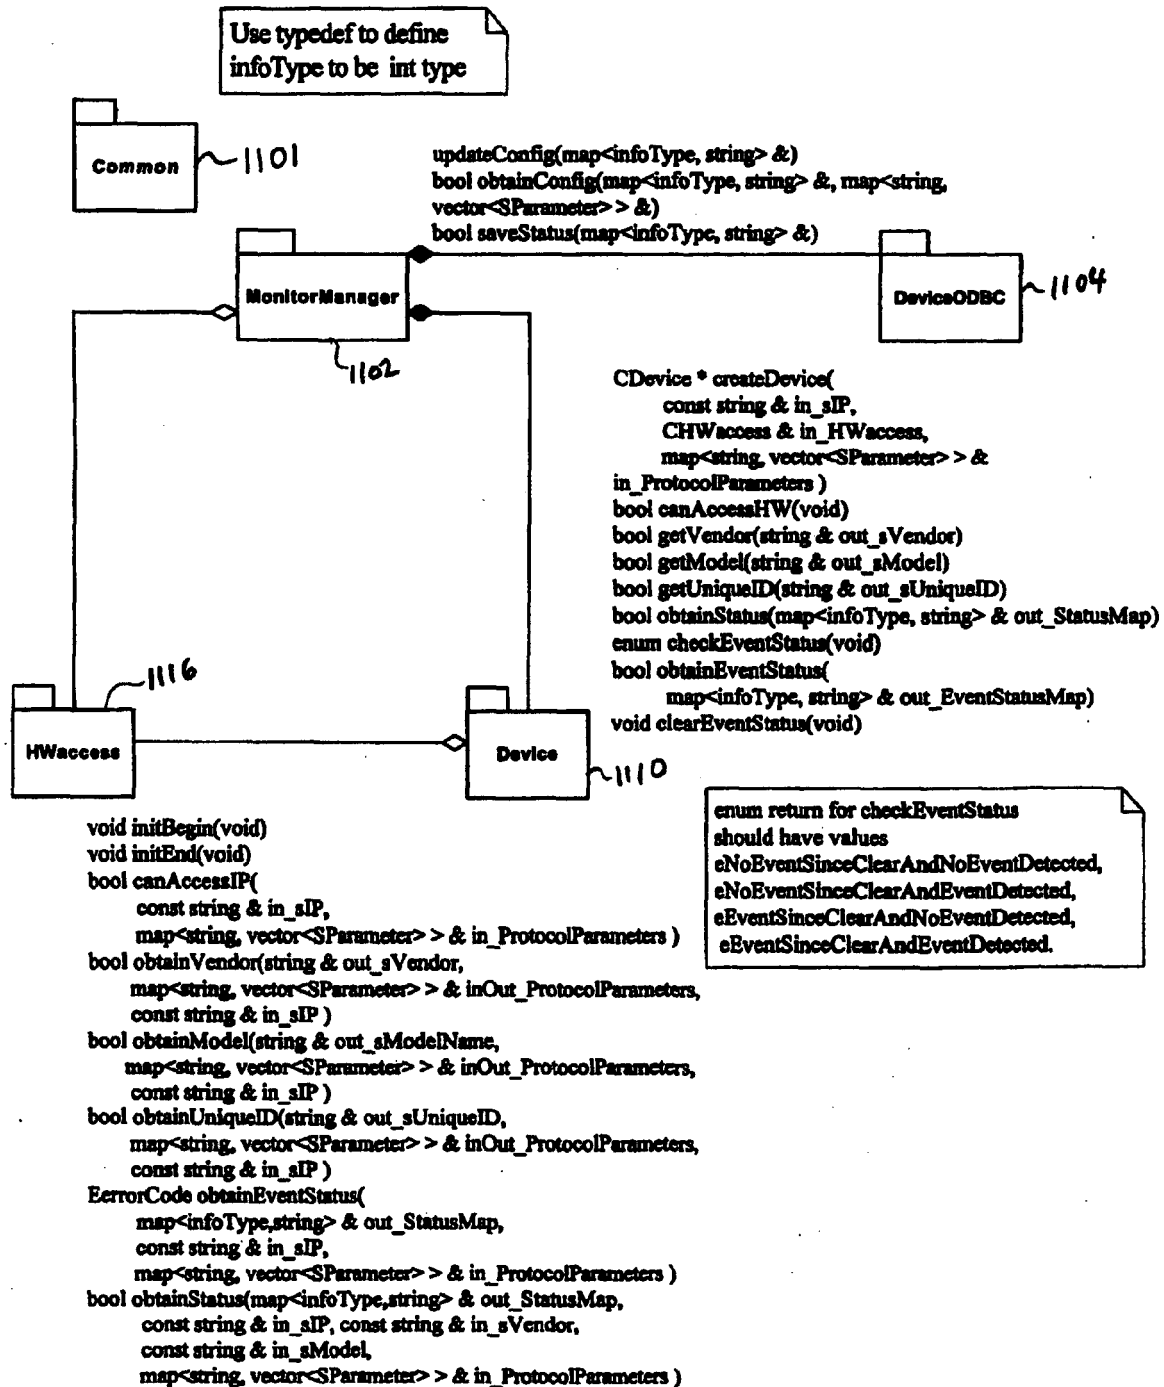 Use typedef to define
infoType to be int type
Common
1101
updateConfig(map<infoType, string> &)
bool obtainConfig(map<infoType, string> &, map<string,
vector<SParameter> > &)
bool saveStatus(map<infoType, string> &)
MonitorManager
1102
DeviceODBC
1104
CDevice * createDevice(
const string & in_sIP,
CHWaccess & in_HWaccess,
map<string, vector<SParameter> > &
in_ProtocolParameters )
bool canAccessHW(void)
bool getVendor(string & out_sVendor)
bool getModel(string & out_sModel)
bool getUniqueID(string & out_sUniqueID)
bool obtainStatus(map<infoType, string> & out_StatusMap)
enum checkEventStatus(void)
bool obtainEventStatus(
map<infoType, string> & out_EventStatusMap)
void clearEventStatus(void)
1116
HWaccess
Device
1110
enum return for checkEventStatus
should have values
eNoEventSinceClearAndNoEventDetected,
eNoEventSinceClearAndEventDetected,
eEventSinceClearAndNoEventDetected,
eEventSinceClearAndEventDetected.
void initBegin(void)
void initEnd(void)
bool canAccessIP(
const string & in_sIP,
map<string, vector<SParameter> > & in_ProtocolParameters )
bool obtainVendor(string & out_sVendor,
map<string, vector<SParameter> > & inOut_ProtocolParameters,
const string & in_sIP )
bool obtainModel(string & out_sModelName,
map<string, vector<SParameter> > & inOut_ProtocolParameters,
const string & in_sIP )
bool obtainUniqueID(string & out_sUniqueID,
map<string, vector<SParameter> > & inOut_ProtocolParameters,
const string & in_sIP )
EerrorCode obtainEventStatus(
map<infoType,string> & out_StatusMap,
const string & in_sIP,
map<string, vector<SParameter> > & in_ProtocolParameters )
bool obtainStatus(map<infoType,string> & out_StatusMap,
const string & in_sIP, const string & in_sVendor,
const string & in_sModel,
map<string, vector<SParameter> > & in_ProtocolParameters )